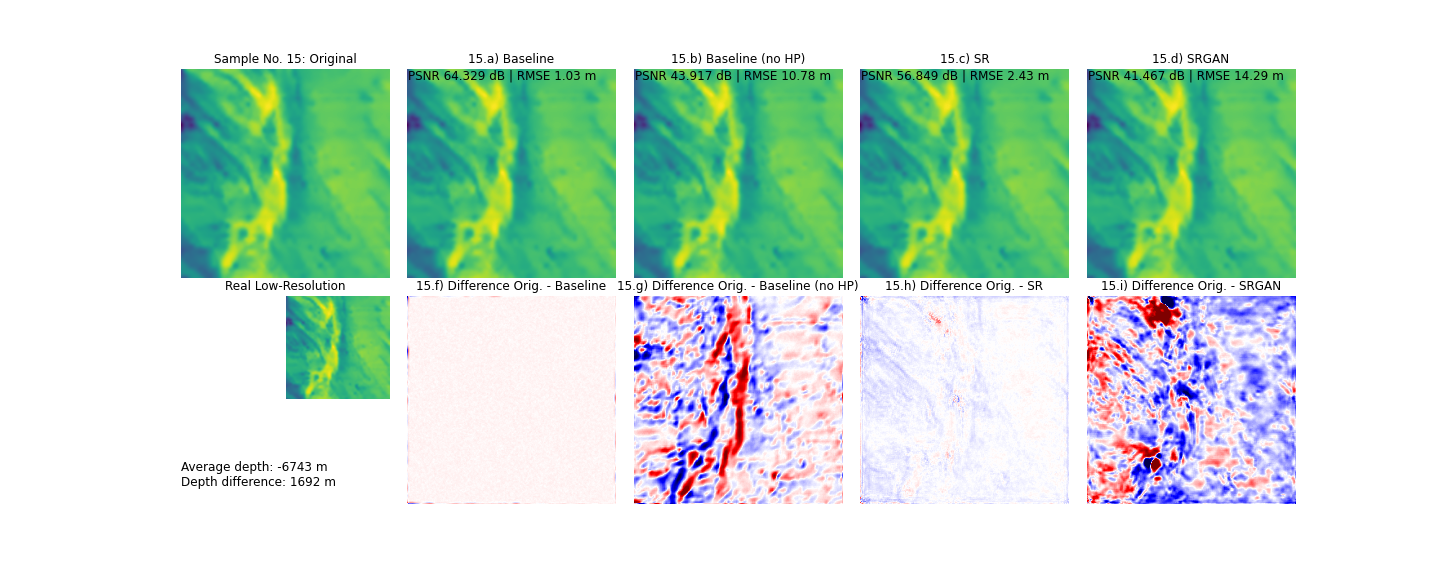 Sample No. 15: Original
15.a) Baseline
15.b) Baseline (no HP)
15.c) SR
15.d) SRGAN
PSNR 64.329 dB | RMSE 1.03 m
PSNR 43.917 dB | RMSE 10.78 m
PSNR 56.849 dB | RMSE 2.43 m
PSNR 41.467 dB | RMSE 14.29 m
Real Low-Resolution
15.f) Difference Orig. - Baseline
15.g) Difference Orig. - Baseline (no HP)
15.h) Difference Orig. - SR
15.i) Difference Orig. - SRGAN
Average depth: -6743 m
Depth difference: 1692 m